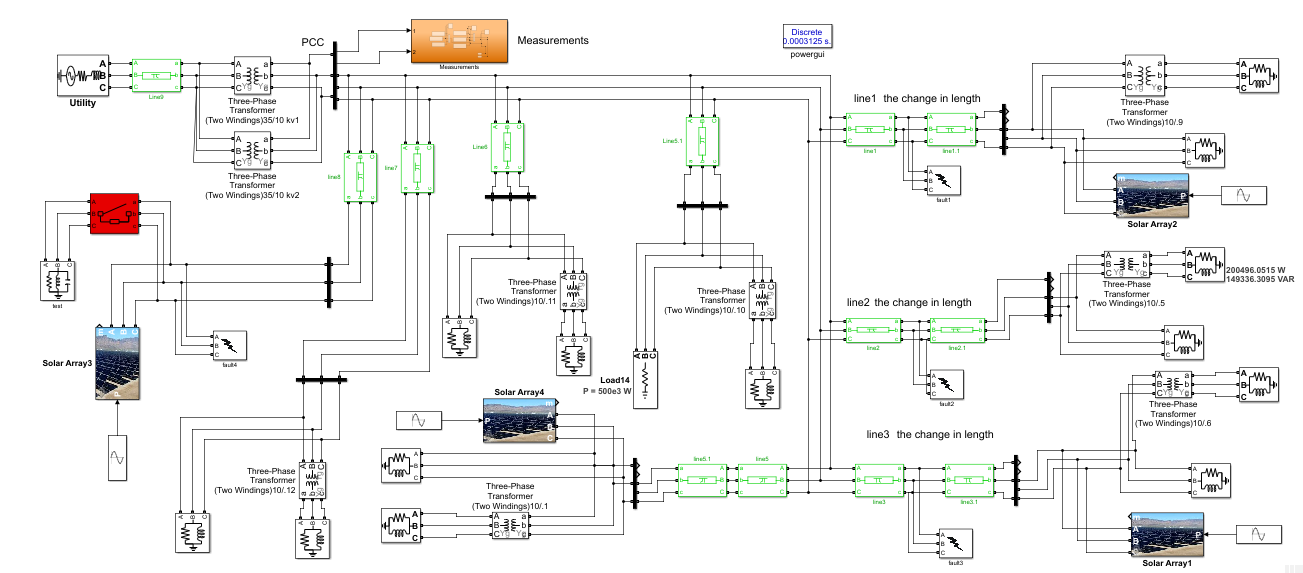 PCC
Measurements
Measurements
Discrete
0.0003125 s.
powergui
Utility
Line9
Three-Phase
Transformer
(Two Windings)35/10 kv1
Three-Phase
Transformer
(Two Windings)35/10 kv2
line8
line7
Line6
Line5.1
line1 the change in length
line1
line1.1
fault1
Three-Phase
Transformer
(Two Windings)10/.9
Solar Array2
test
Solar Array3
fault4
Three-Phase
Transformer
(Two Windings)10/.11
Three-Phase
Transformer
(Two Windings)10/.10
Load14
P = 500e3 W
line2 the change in length
line2
line2.1
fault2
Three-Phase
Transformer
(Two Windings)10/.5
200496.0515 W
149336.3095 VAR
Three-Phase
Transformer
(Two Windings)10/.6
Solar Array4
Three-Phase
Transformer
(Two Windings)10/.12
Three-Phase
Transformer
(Two Windings)10/.1
line5.1
line5
line3 the change in length
line3
line3.1
fault3
Solar Array1